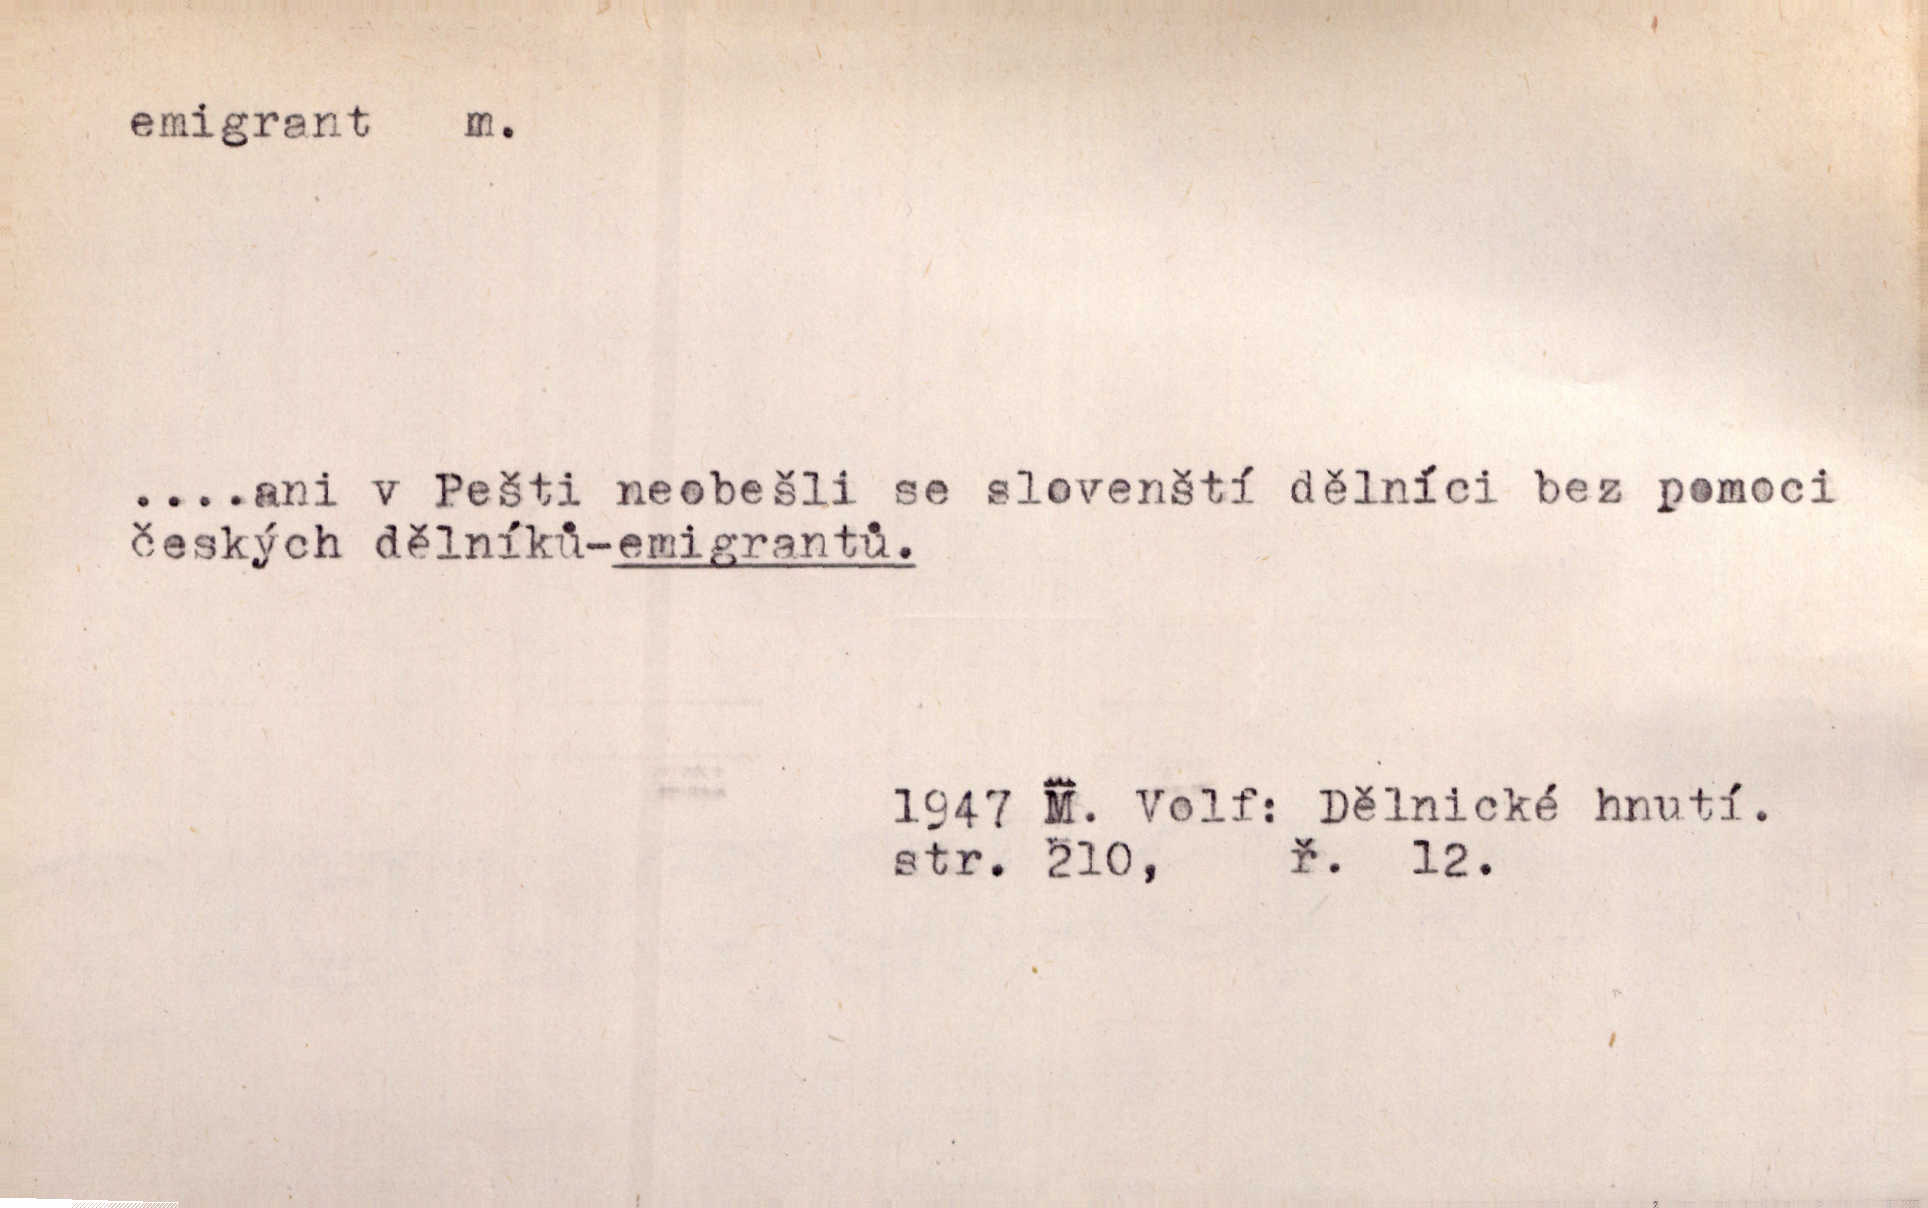 emigrant m.
....ani v Pešti neobešli se slovenští dělníci bez pomoci
českých dělníků-emigrantů.
1947 M. Volf: Dělnické hnutí.
str. 210, ř. 12.